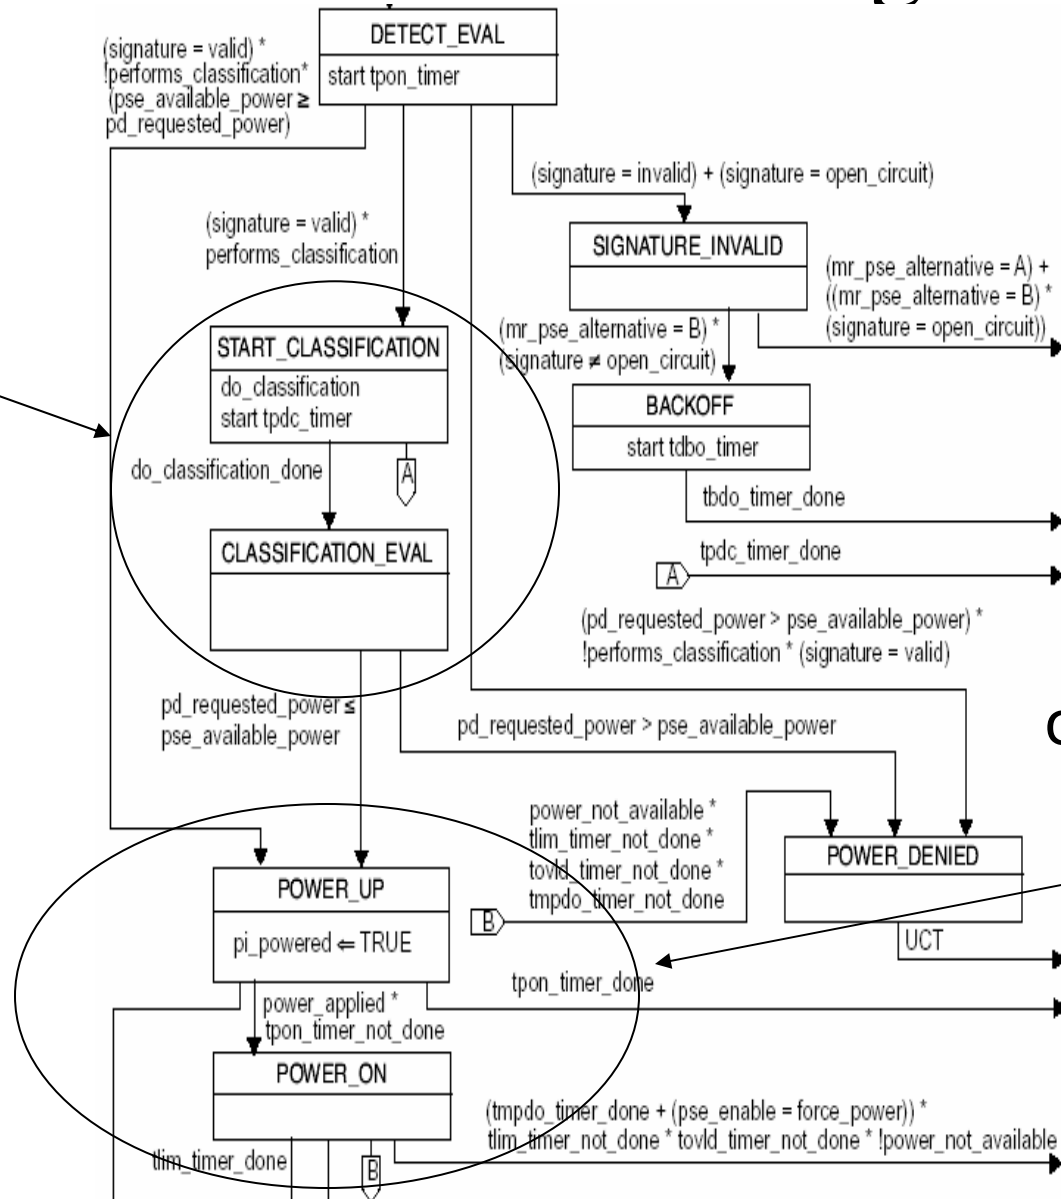 DETECT_EVAL
start tpon_timer
(signature = valid) *
!performs_classification*
(pse_available_power ≥
pd_requested_power)
(signature = invalid) + (signature = open_circuit)
(signature = valid) *
performs_classification
SIGNATURE_INVALID
(mr_pse_alternative = A) +
((mr_pse_alternative = B) *
(signature = open_circuit))
(mr_pse_alternative = B) *
(signature ≠ open_circuit)
START_CLASSIFICATION
do_classification
start tpdc_timer
BACKOFF
start tdbo_timer
do_classification_done
A
tbdo_timer_done
CLASSIFICATION_EVAL
tpdc_timer_done
A
(pd_requested_power > pse_available_power) *
!performs_classification * (signature = valid)
pd_requested_power ≤
pse_available_power
pd_requested_power > pse_available_power
power_not_available *
tlim_timer_not_done *
tovld_timer_not_done *
tmpdo_timer_not_done
B
POWER_DENIED
UCT
POWER_UP
pi_powered ⇐ TRUE
tpon_timer_done
power_applied *
tpon_timer_not_done
POWER_ON
(tmpdo_timer_done + (pse_enable = force_power)) *
tlim_timer_not_done * tovld_timer_not_done * !power_not_available
tlim_timer_done
B